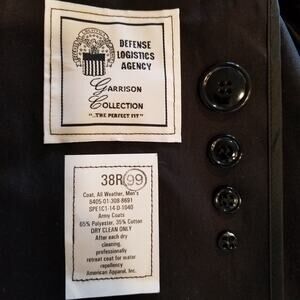 DEFENSE
LOGISTICS
AGENCY
Garrison
Collection
"...THE PERFECT FIT"
38R 99
Coat, All Weather, Men's
8405-01-308-8691
SPE1C1-14-D-1040
Army Coats
65% Polyester, 35% Cotton
DRY CLEAN ONLY
After each dry
cleaning,
professionally
retreat coat for water
repellency
American Apparel, Inc.